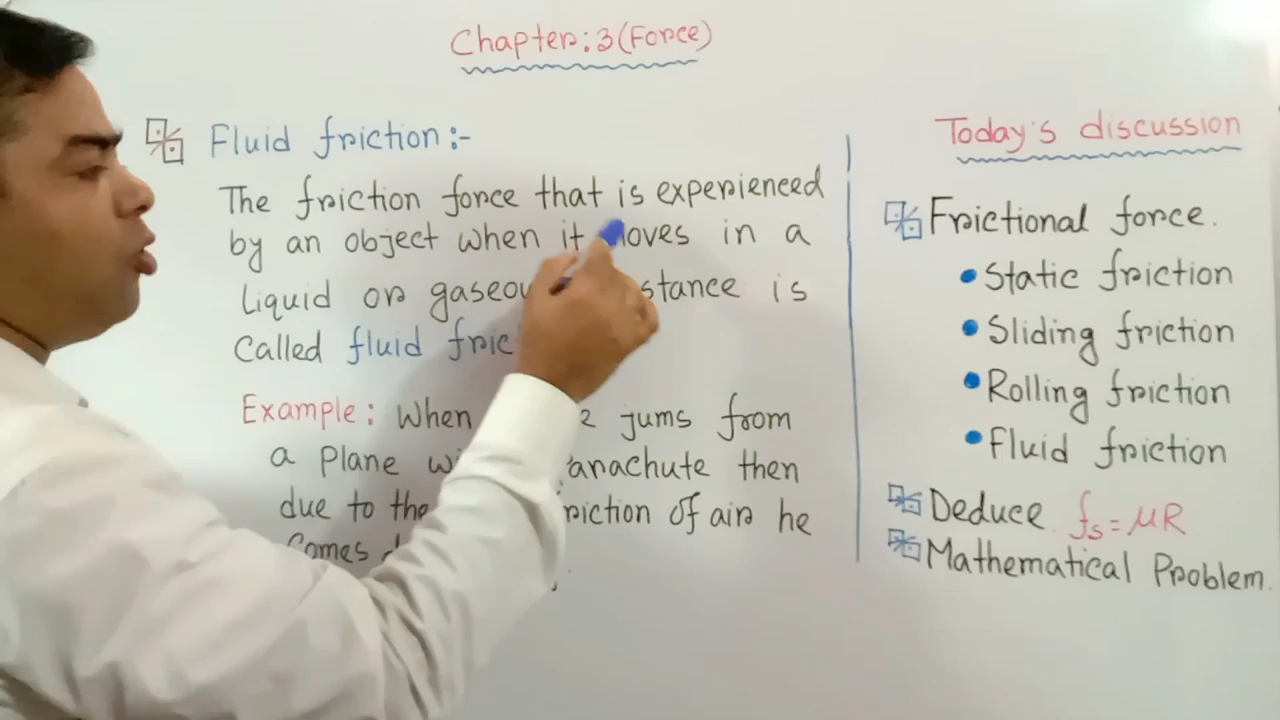 Chapter:3(Force)
Fluid friction:-
The friction force that is experienced
by an object when it moves in a
Liquid or gaseou stance is
Called fluid fric
Example: When jums from
a Plane w arachute then
due to the riction of air he
Comes
Today's discussion
Frictional force.
• Static friction
• Sliding friction
• Rolling friction
• Fluid friction
Deduce fs=μR
Mathematical Problem.